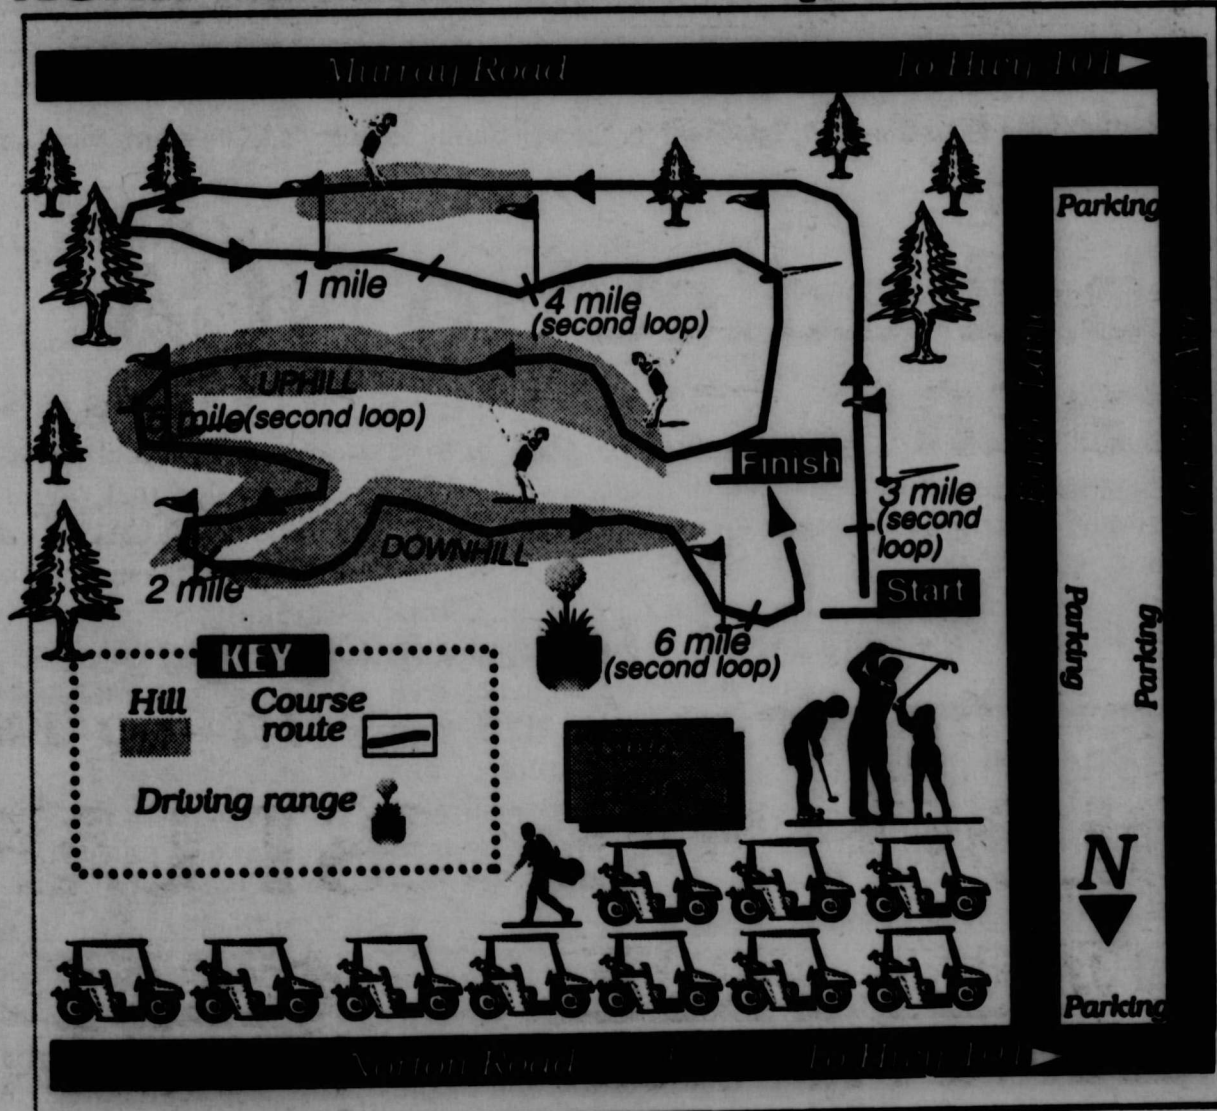 Murray Road
To Hwy 101
Parking
1 mile
4 mile
(second loop)
UPHILL
mile(second loop)
Finish
3 mile
(second
loop)
DOWNHILL
2 mile
Start
6 mile
(second loop)
Parking
Parking
KEY
Hill
Course
route
Driving range
N
Parking
Norton Road
To Hwy 101